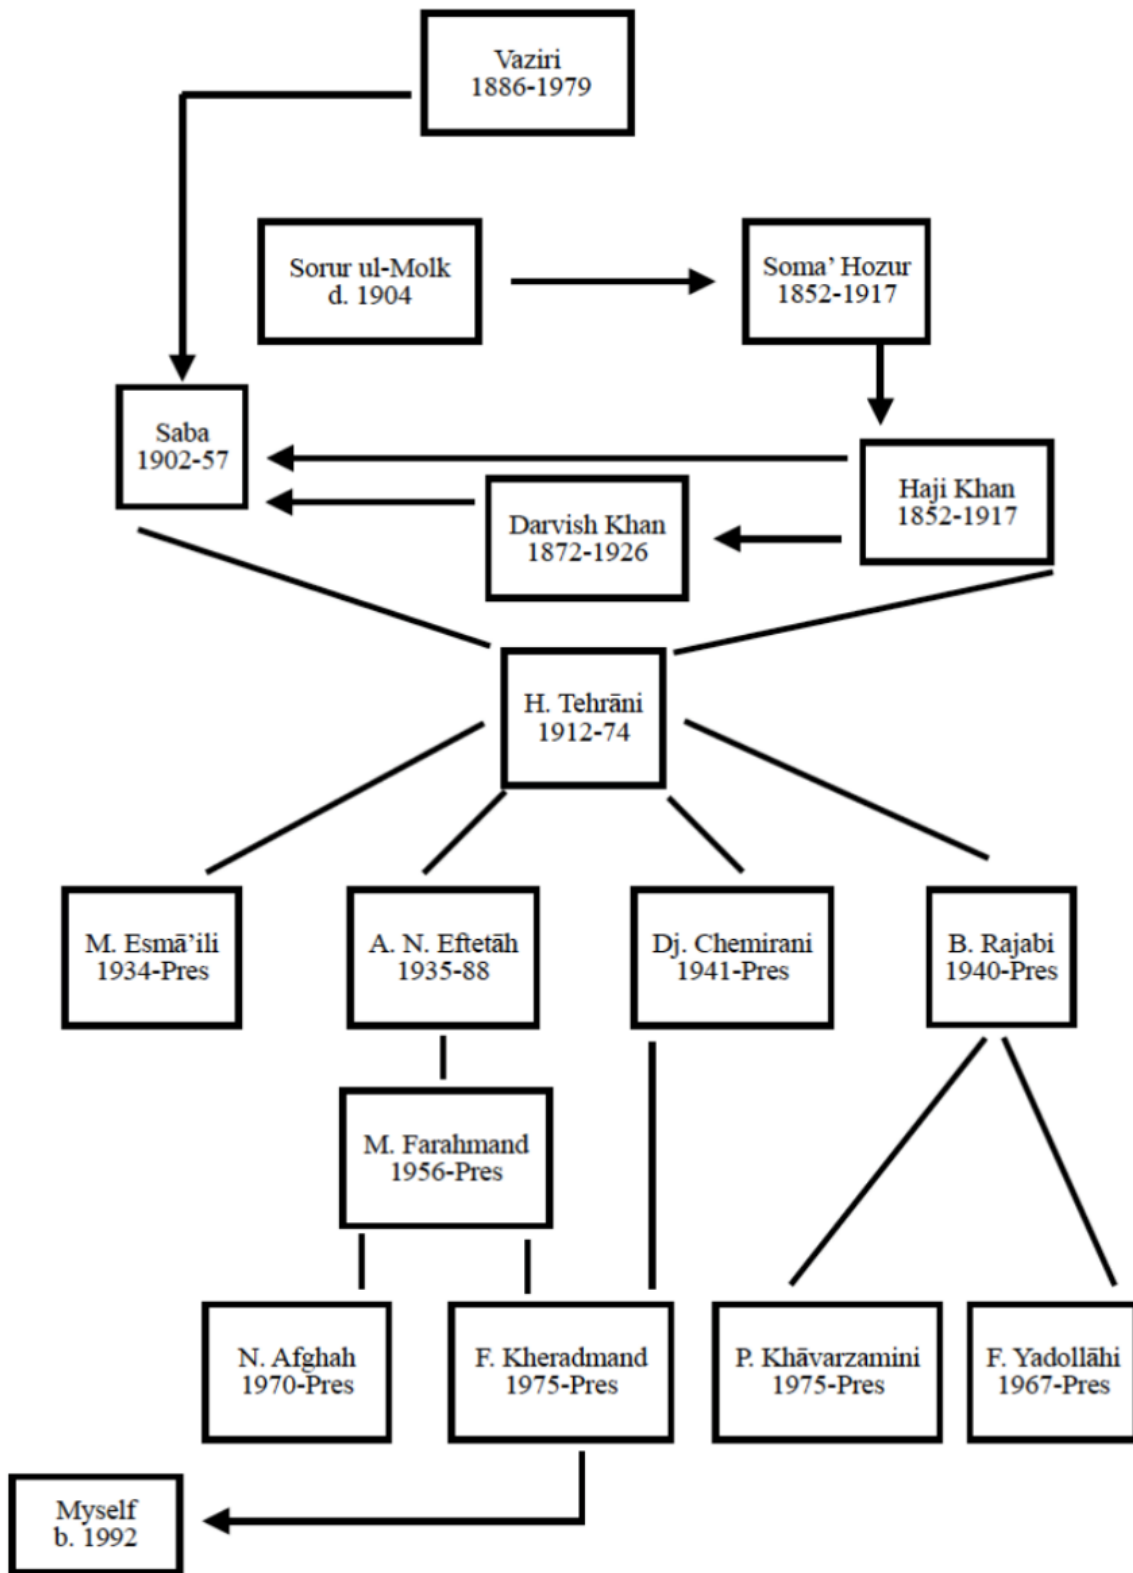 Vaziri
1886-1979
Sorur ul-Molk
d. 1904
Soma’ Hozur
1852-1917
Saba
1902-57
Haji Khan
1852-1917
Darvish Khan
1872-1926
H. Tehrāni
1912-74
M. Esmā’ili
1934-Pres
A. N. Eftetāh
1935-88
Dj. Chemirani
1941-Pres
B. Rajabi
1940-Pres
M. Farahmand
1956-Pres
N. Afghah
1970-Pres
F. Kheradmand
1975-Pres
P. Khāvarzamini
1975-Pres
F. Yadollāhi
1967-Pres
Myself
b. 1992